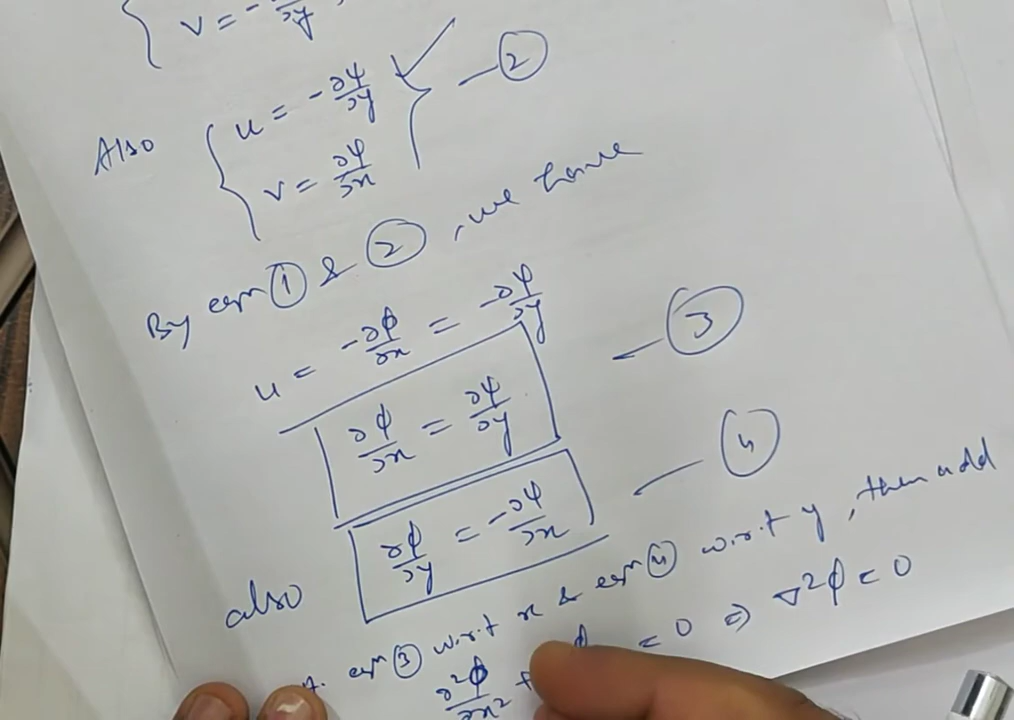 v = -∂ /∂y
Also { u = -∂ψ/∂y
v = ∂ψ/∂x } — ②
By eqn ① & ②, we have
u = -∂ϕ/∂x = -∂ψ/∂y
∂ϕ/∂x = ∂ψ/∂y ← ③
also ∂ϕ/∂y = -∂ψ/∂x ← ④
eqn ③ w.r.t x & eqn ④ w.r.t y, then add
∂²ϕ/∂x² + ϕ = 0 ⇒ ∇²ϕ = 0